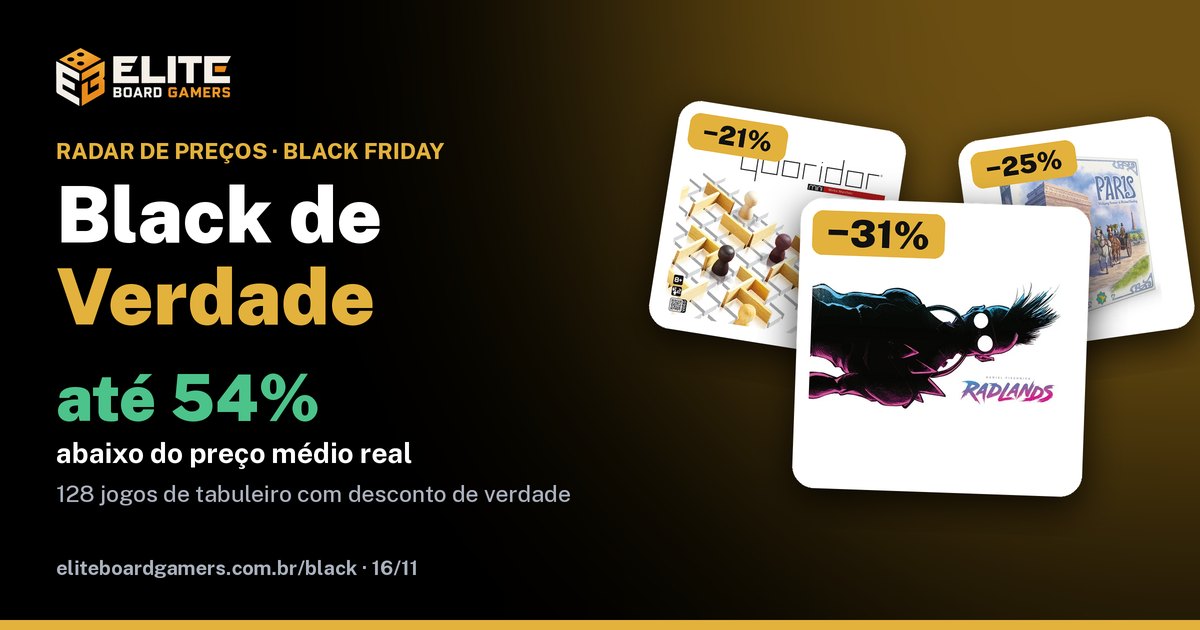 ELITE
BOARD GAMERS
RADAR DE PREÇOS · BLACK FRIDAY
Black de
Verdade
até 54%
abaixo do preço médio real
128 jogos de tabuleiro com desconto de verdade
eliteboardgamers.com.br/black · 16/11
−21%
quoridor
mini
8+
−25%
PARIS
−31%
RADLANDS